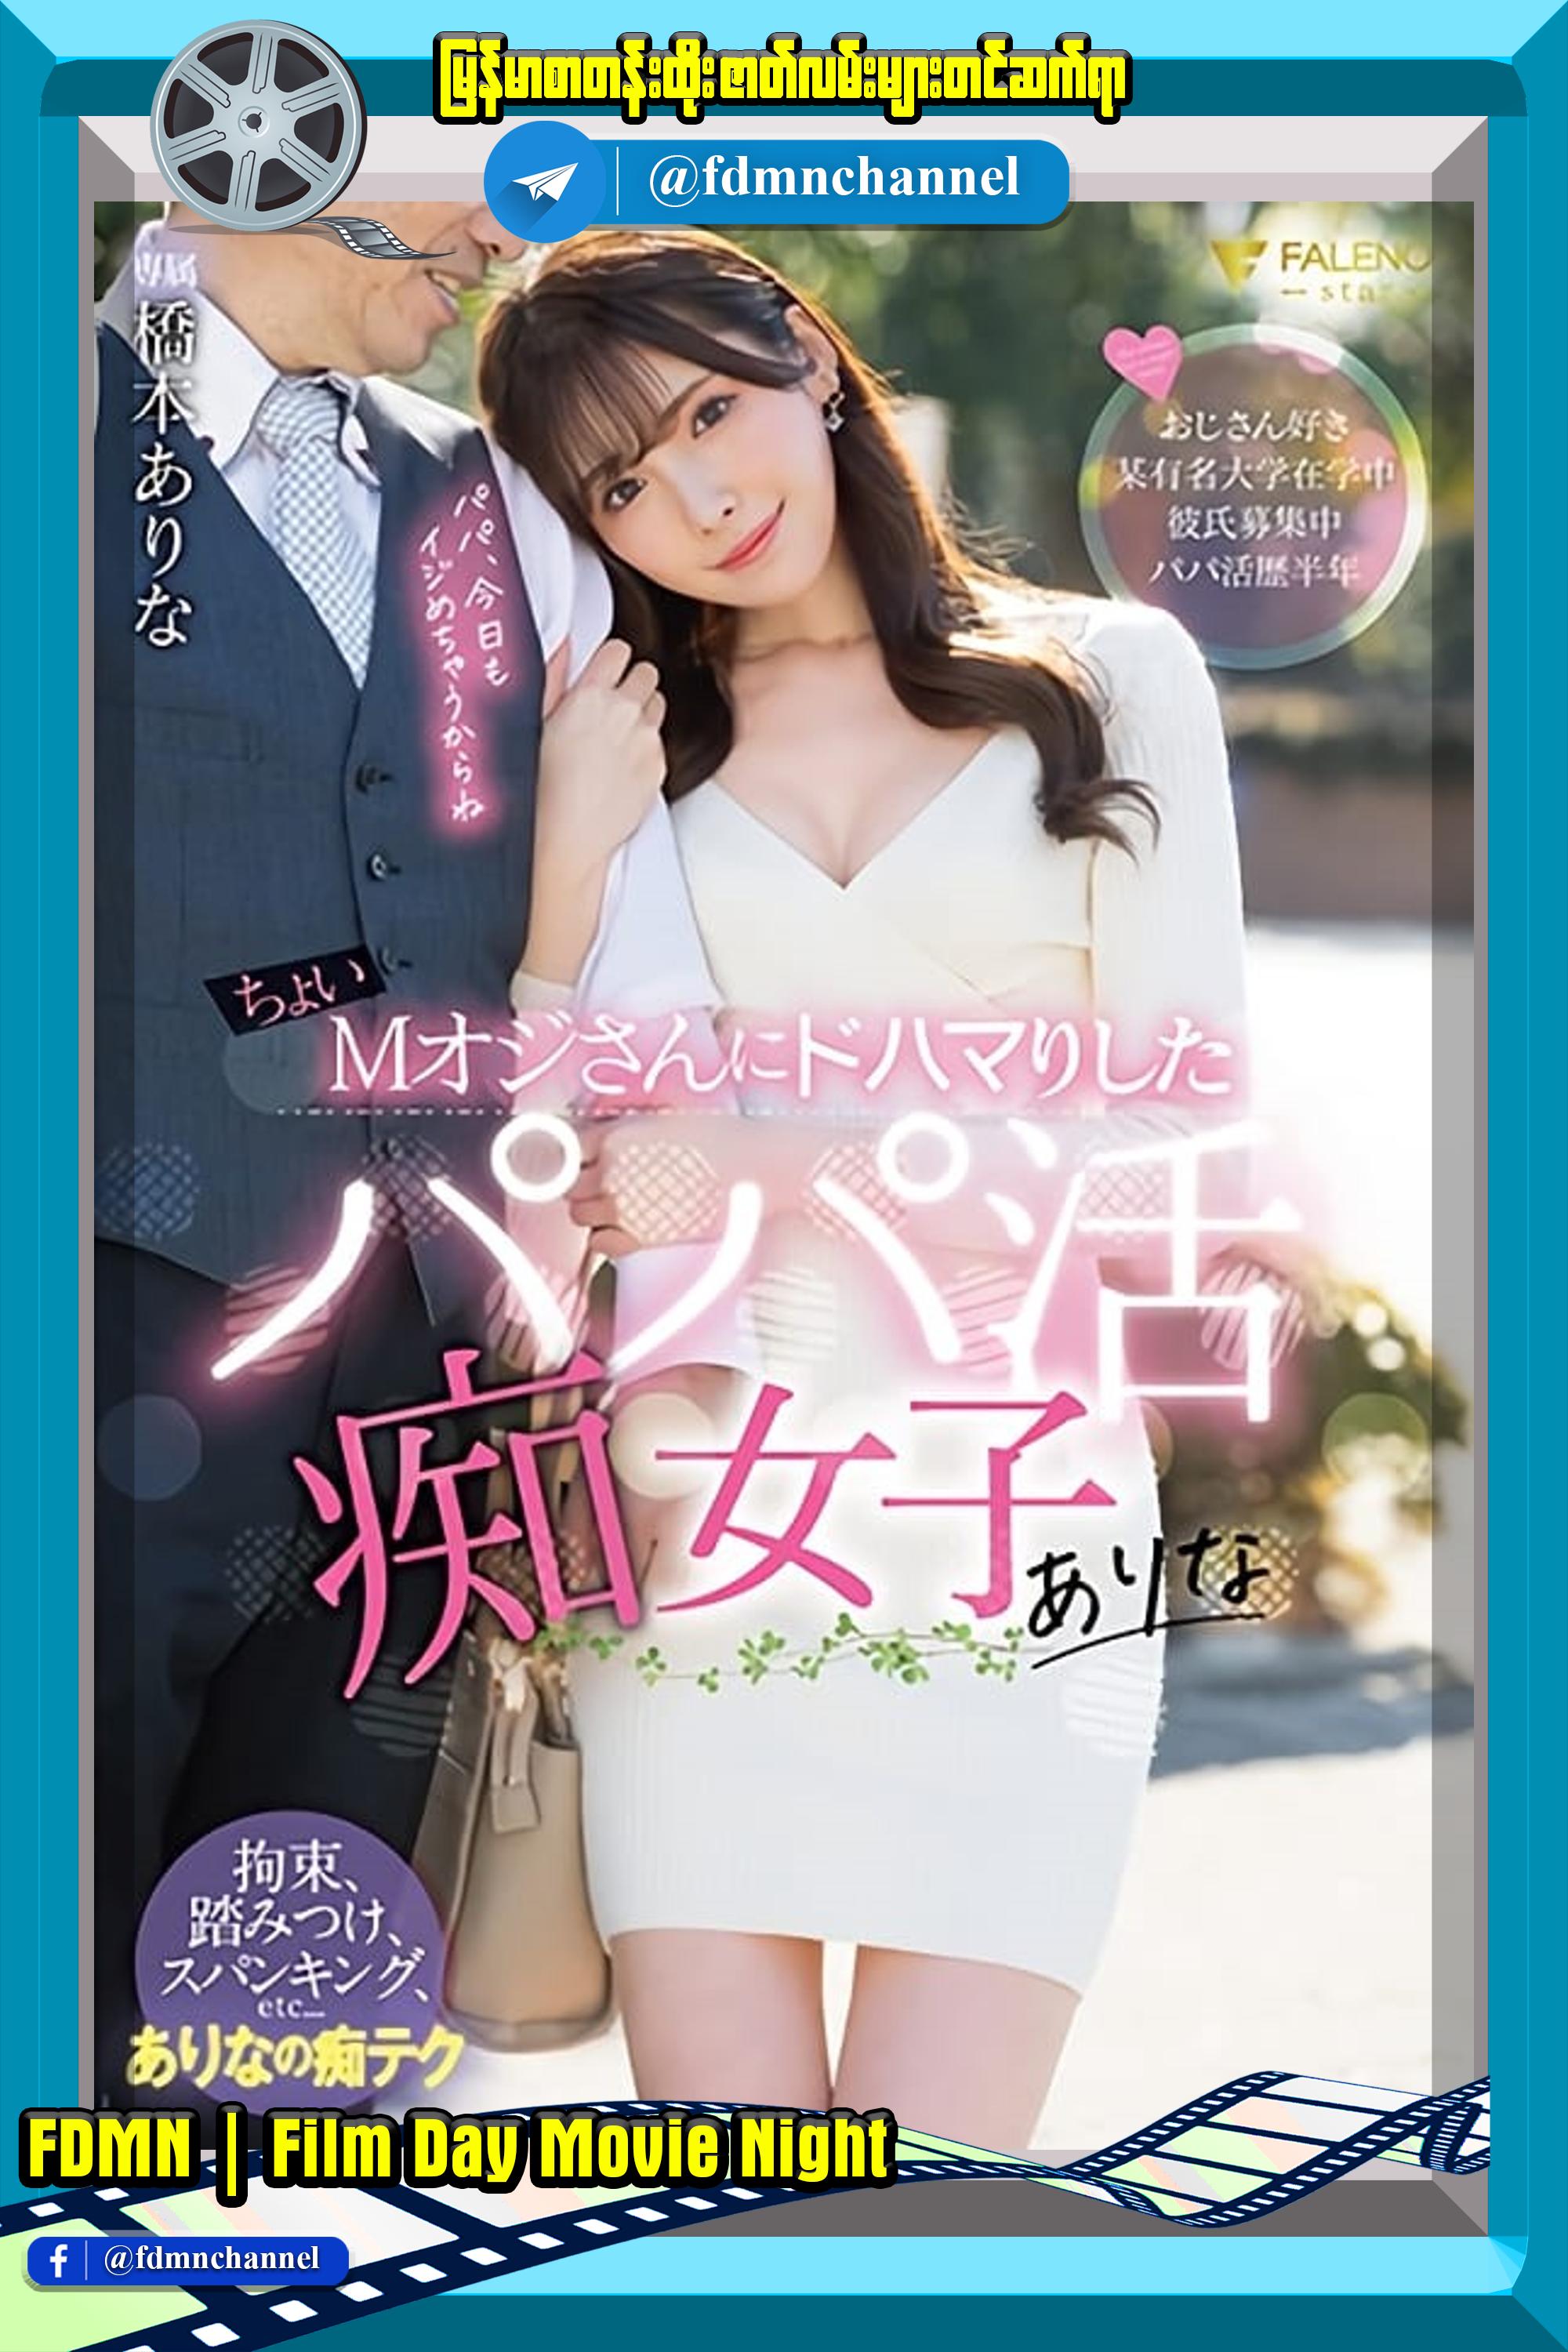 မြန်မာစာတန်းထိုး ဇာတ်လမ်းများတင်ဆက်ရာ
@fdmnchannel
FALENO
star
専属
橋本ありな
おじさん好き
某有名大学在学中
彼氏募集中
パパ活歴半年
パパ、今日も
イジめちゃうからね
ちょい
Mオジさんにドハマりした
パパ活
痴女子
ありな
拘束、
踏みつけ、
スパンキング、
etc...
ありなの痴テク
FDMN | Film Day Movie Night
@fdmnchannel